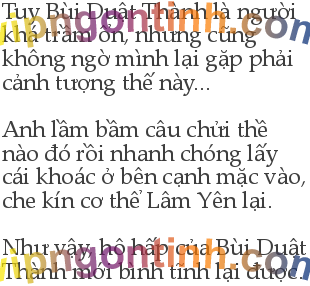 Tuy Bùi Duật Thành là người
khá trầm ổn, nhưng cũng
không ngờ mình lại gặp phải
cảnh tượng thế này...
Anh lầm bầm câu chửi thề
nào đó rồi nhanh chóng lấy
cái khoác ở bên cạnh mặc vào,
che kín cơ thể Lâm Yên lại.
Như vậy, hô hấp của Bùi Duật
Thành mới bình tĩnh lại được.